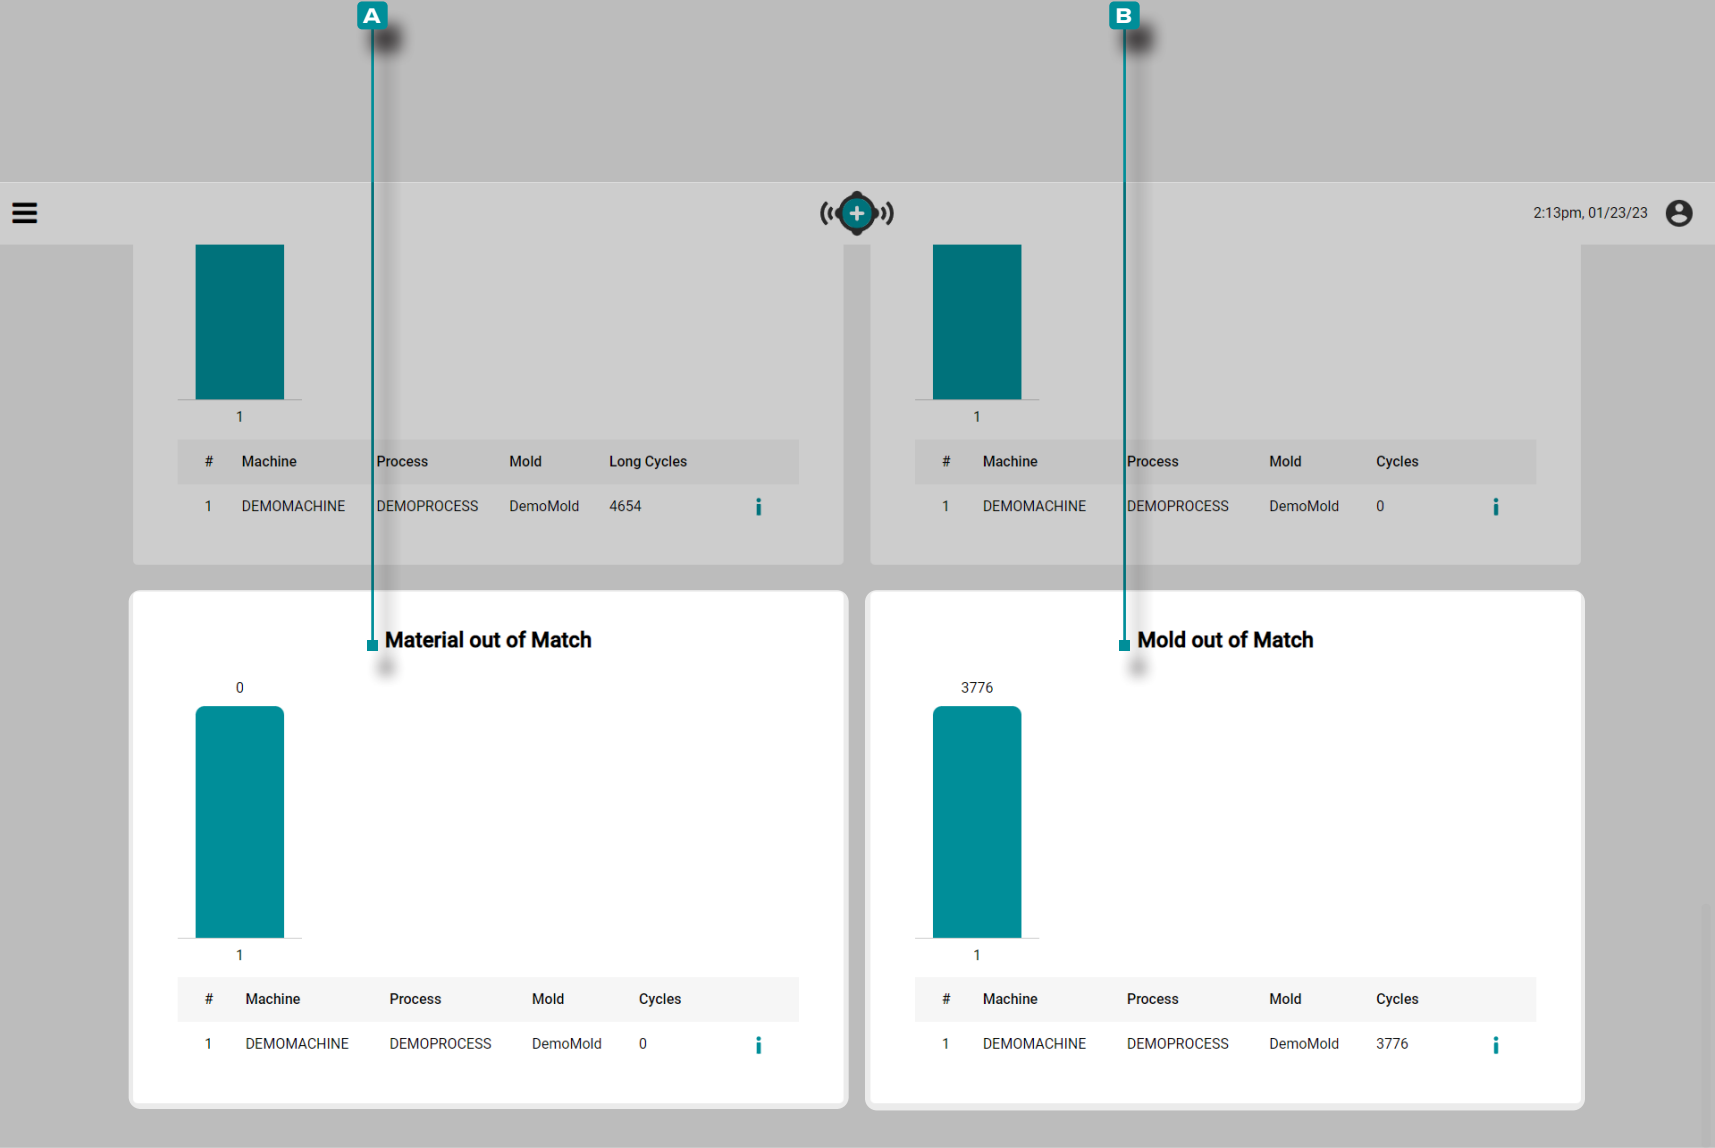 A B
2:13pm, 01/23/23
1
# Machine Process Mold Long Cycles
1 DEMOMACHINE DEMOPROCESS DemoMold 4654
1
# Machine Process Mold Cycles
1 DEMOMACHINE DEMOPROCESS DemoMold 0
Material out of Match
0
1
# Machine Process Mold Cycles
1 DEMOMACHINE DEMOPROCESS DemoMold 0
Mold out of Match
3776
1
# Machine Process Mold Cycles
1 DEMOMACHINE DEMOPROCESS DemoMold 3776